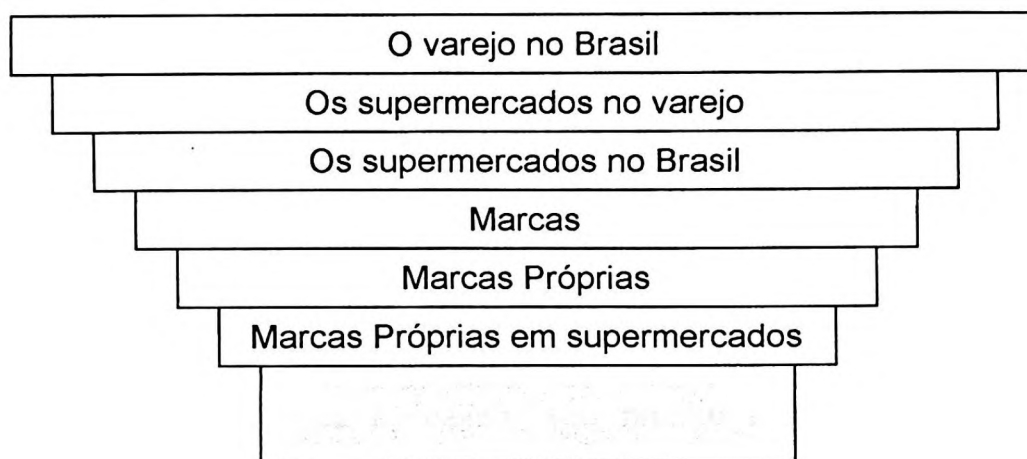 O varejo no Brasil
Os supermercados no varejo
Os supermercados no Brasil
Marcas
Marcas Próprias
Marcas Próprias em supermercados